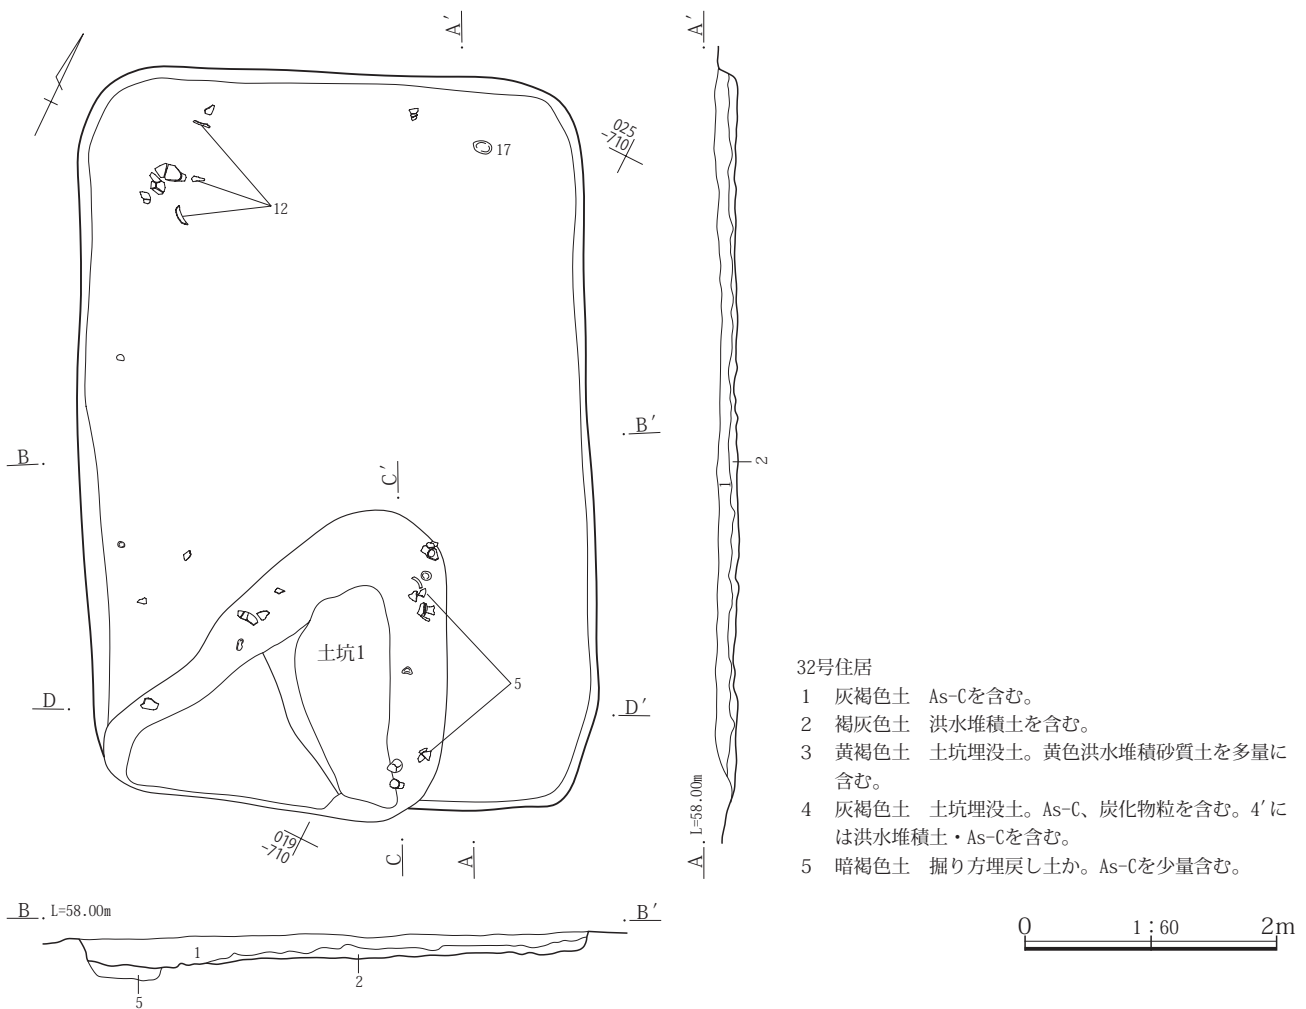 A′
A′
025
-710
17
12
B′
B
C′
2
1
土坑1
5
D
D′
019
-710
C
A
A
L=58.00m
32号住居
1 灰褐色土 As-Cを含む。
2 褐灰色土 洪水堆積土を含む。
3 黄褐色土 土坑埋没土。黄色洪水堆積砂質土を多量に
含む。
4 灰褐色土 土坑埋没土。As-C、炭化物粒を含む。4′に
は洪水堆積土・As-Cを含む。
5 暗褐色土 掘り方埋戻し土か。As-Cを少量含む。
B
L=58.00m
B′
1
2
5
0 1:60 2m